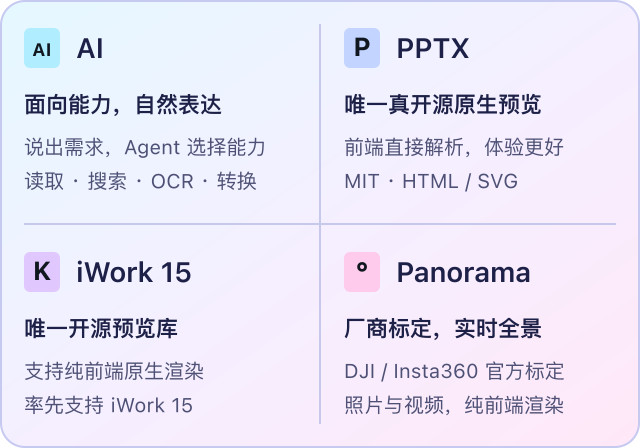 AI AI
面向能力，自然表达
说出需求，Agent 选择能力
读取 · 搜索 · OCR · 转换
P PPTX
唯一真开源原生预览
前端直接解析，体验更好
MIT · HTML / SVG
K iWork 15
唯一开源预览库
支持纯前端原生渲染
率先支持 iWork 15
° Panorama
厂商标定，实时全景
DJI / Insta360 官方标定
照片与视频，纯前端渲染